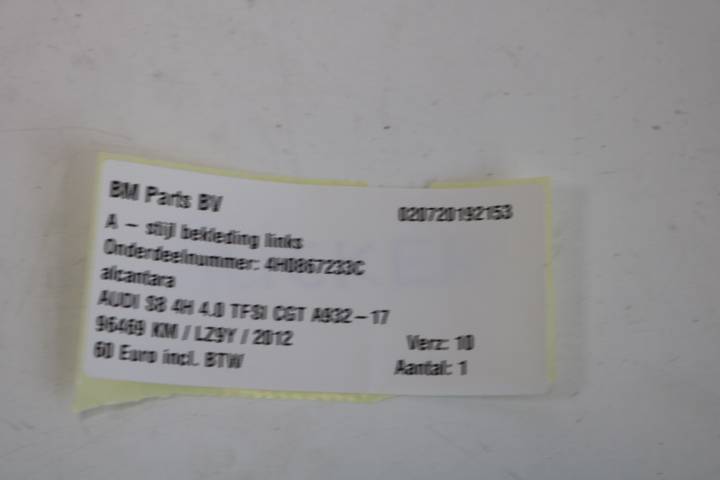 BM Parts BV
020720192153
A - stijl bekleding links
Onderdeelnummer: 4H0867233C
alcantara
AUDI S8 4H 4.0 TFSI CGT A932-17
96469 KM / LZ9Y / 2012
Verz: 10
60 Euro incl. BTW
Aantal: 1